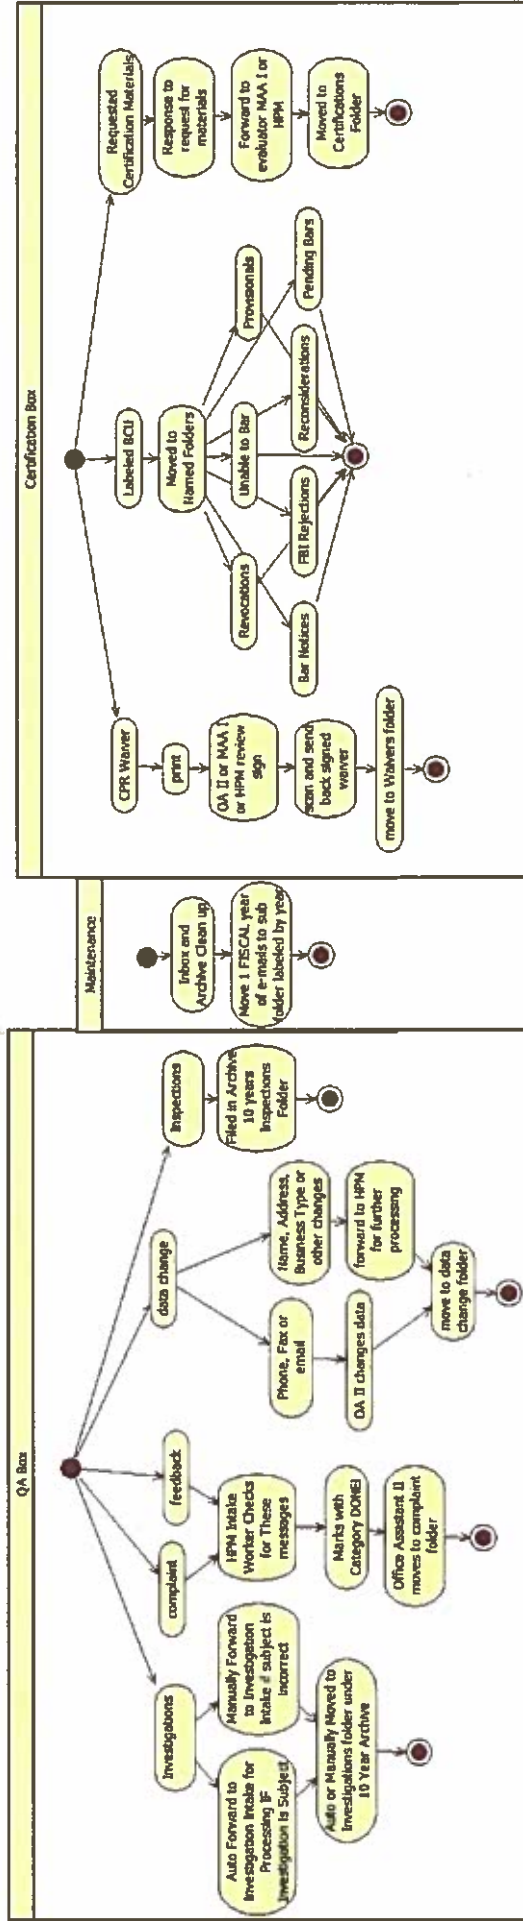 QA Box
Investigations
Auto Forward to
Investigation Intake for
Processing IF
Investigation Is Subject
Manually Forward
to Investigation
Intake if subject is
Incorrect
Auto or Manually Moved to
Investigations folder under
10 Year Archive
complaint
feedback
HPM Intake
Worker Checks
for These
messages
Marks with
Category DONE!
Office Assistant II
moves to complaint
folder
data change
Phone, Fax or
email
OA II changes data
Name, Address,
Business Type or
other changes
forward to HPM
for further
processing
move to data
change folder
Inspections
Filed in Archive
10 years
Inspections
Folder
Maintenance
Inbox and
Archive Clean up
Move 1 FISCAL year
of e-mails to sub
folder labeled by year
Certification Box
CPR Waiver
print
OA II or MAA I
or HPM review
sign
scan and send
back signed
waiver
move to Waivers folder
Labeled BCU
Moved to
Named Folders
Revocations
Unable to Bar
Provisionals
Bar Notices
FBI Rejections
Reconsiderations
Pending Bars
Requested
Certification Materials
Response to
request for
materials
Forward to
evaluator MAA I or
HPM
Moved to
Certifications
Folder